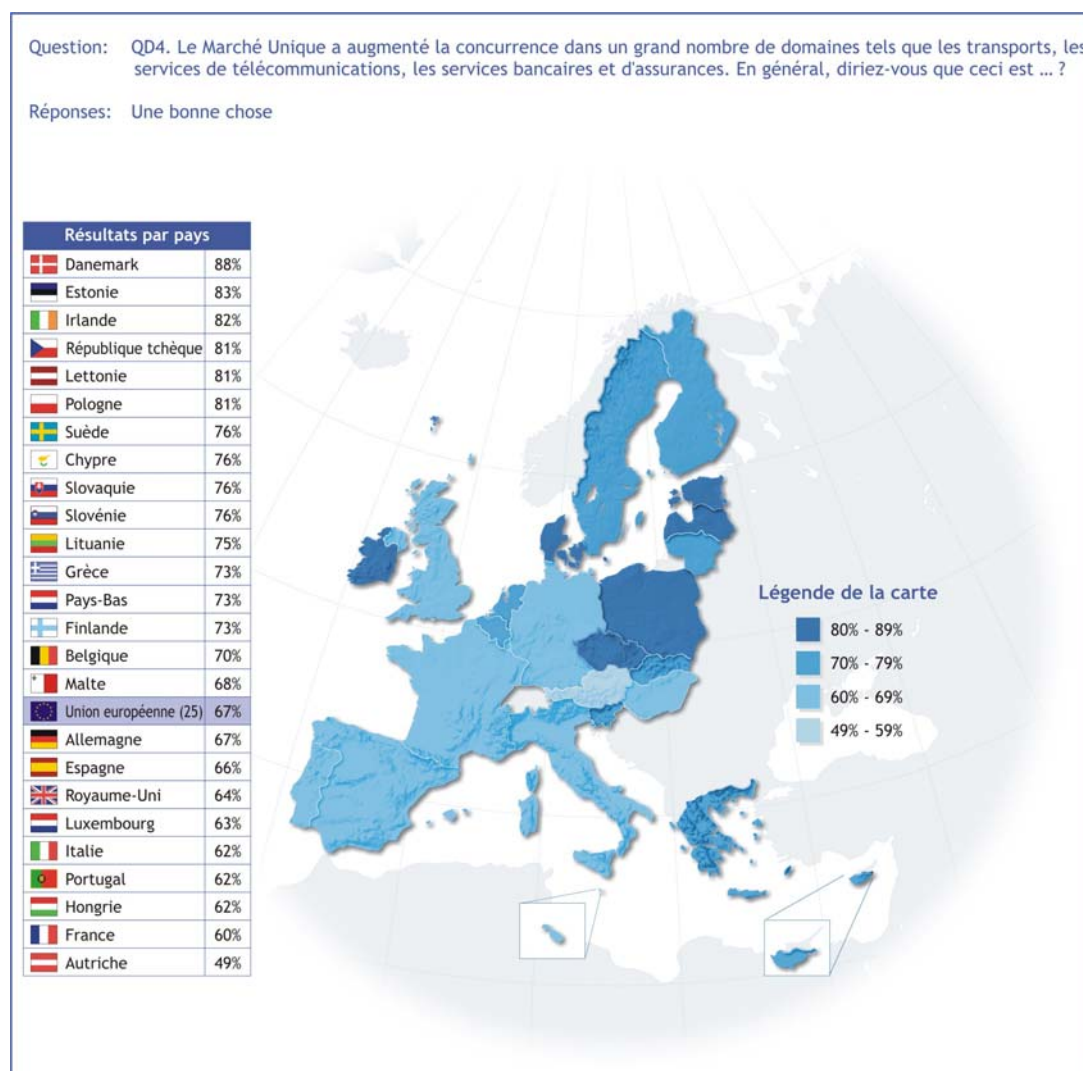 Question: QD4. Le Marché Unique a augmenté la concurrence dans un grand nombre de domaines tels que les transports, les
services de télécommunications, les services bancaires et d'assurances. En général, diriez-vous que ceci est ... ?
Réponses: Une bonne chose
Résultats par pays
Danemark 88%
Estonie 83%
Irlande 82%
République tchèque 81%
Lettonie 81%
Pologne 81%
Suède 76%
Chypre 76%
Slovaquie 76%
Slovénie 76%
Lituanie 75%
Grèce 73%
Pays-Bas 73%
Finlande 73%
Belgique 70%
Malte 68%
Union européenne (25) 67%
Allemagne 67%
Espagne 66%
Royaume-Uni 64%
Luxembourg 63%
Italie 62%
Portugal 62%
Hongrie 62%
France 60%
Autriche 49%
Légende de la carte
80% - 89%
70% - 79%
60% - 69%
49% - 59%